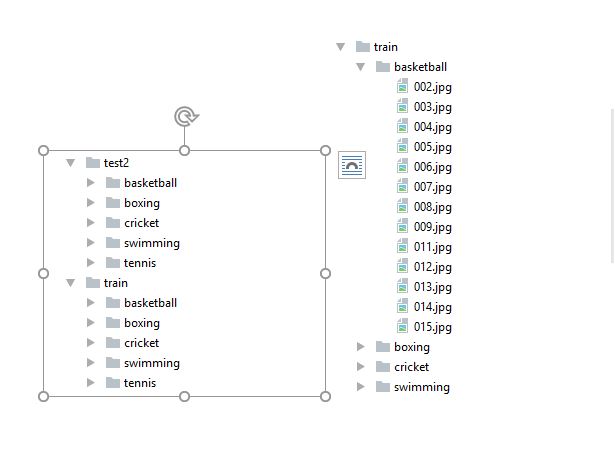 test2
basketball
boxing
cricket
swimming
tennis
train
basketball
boxing
cricket
swimming
tennis
train
basketball
002.jpg
003.jpg
004.jpg
005.jpg
006.jpg
007.jpg
008.jpg
009.jpg
011.jpg
012.jpg
013.jpg
014.jpg
015.jpg
boxing
cricket
swimming